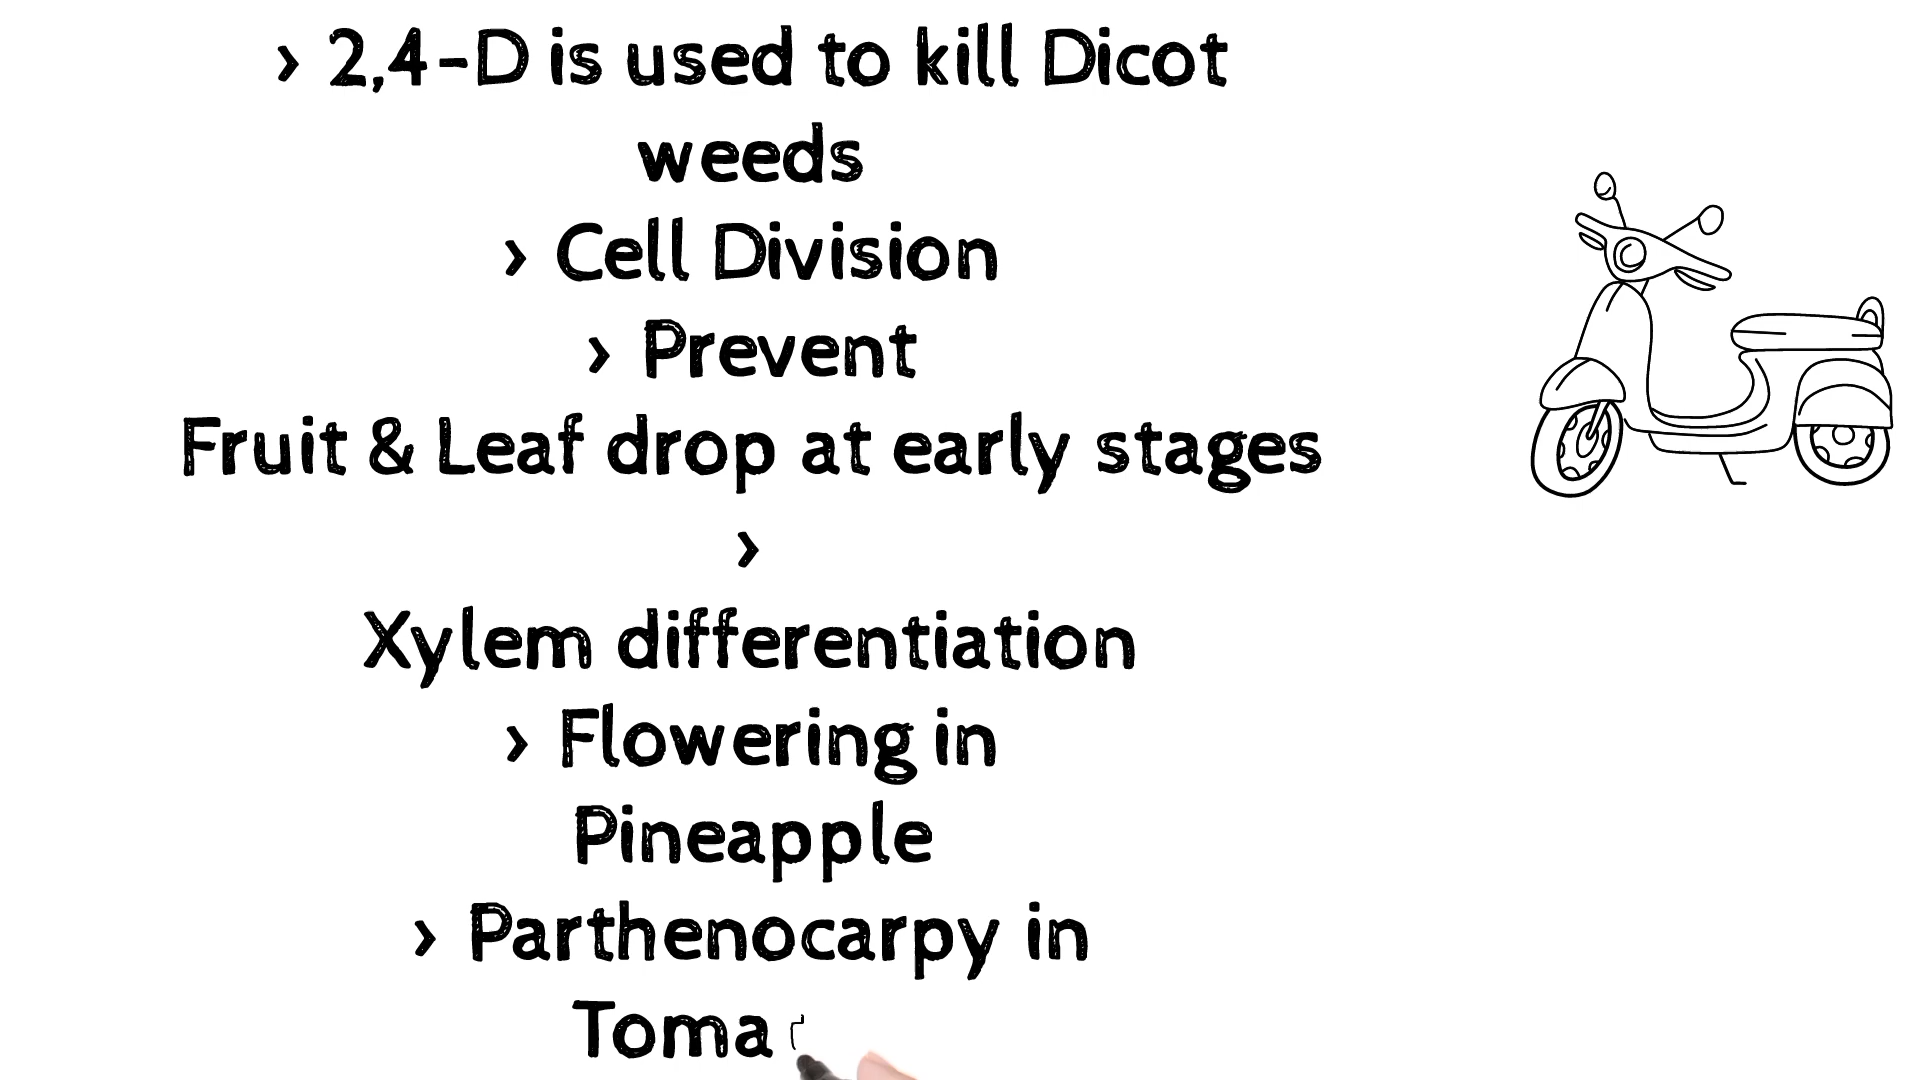 › 2,4-D is used to kill Dicot
weeds
› Cell Division
› Prevent
Fruit & Leaf drop at early stages
›
Xylem differentiation
› Flowering in
Pineapple
› Parthenocarpy in
Toma